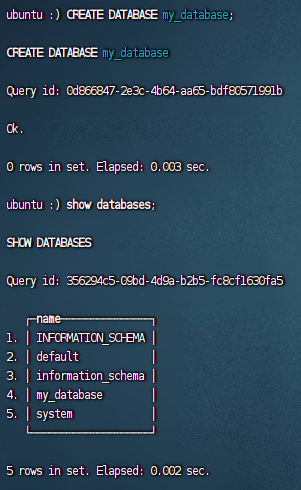 ubuntu :) CREATE DATABASE my_database;
CREATE DATABASE my_database
Query id: 0d866847-2e3c-4b64-aa65-bdf80571991b
Ok.
0 rows in set. Elapsed: 0.003 sec.
ubuntu :) show databases;
SHOW DATABASES
Query id: 356294c5-09bd-4d9a-b2b5-fc8cf1630fa5
┌─name───────────────┐
1. │ INFORMATION_SCHEMA │
2. │ default            │
3. │ information_schema │
4. │ my_database        │
5. │ system             │
└────────────────────┘
5 rows in set. Elapsed: 0.002 sec.